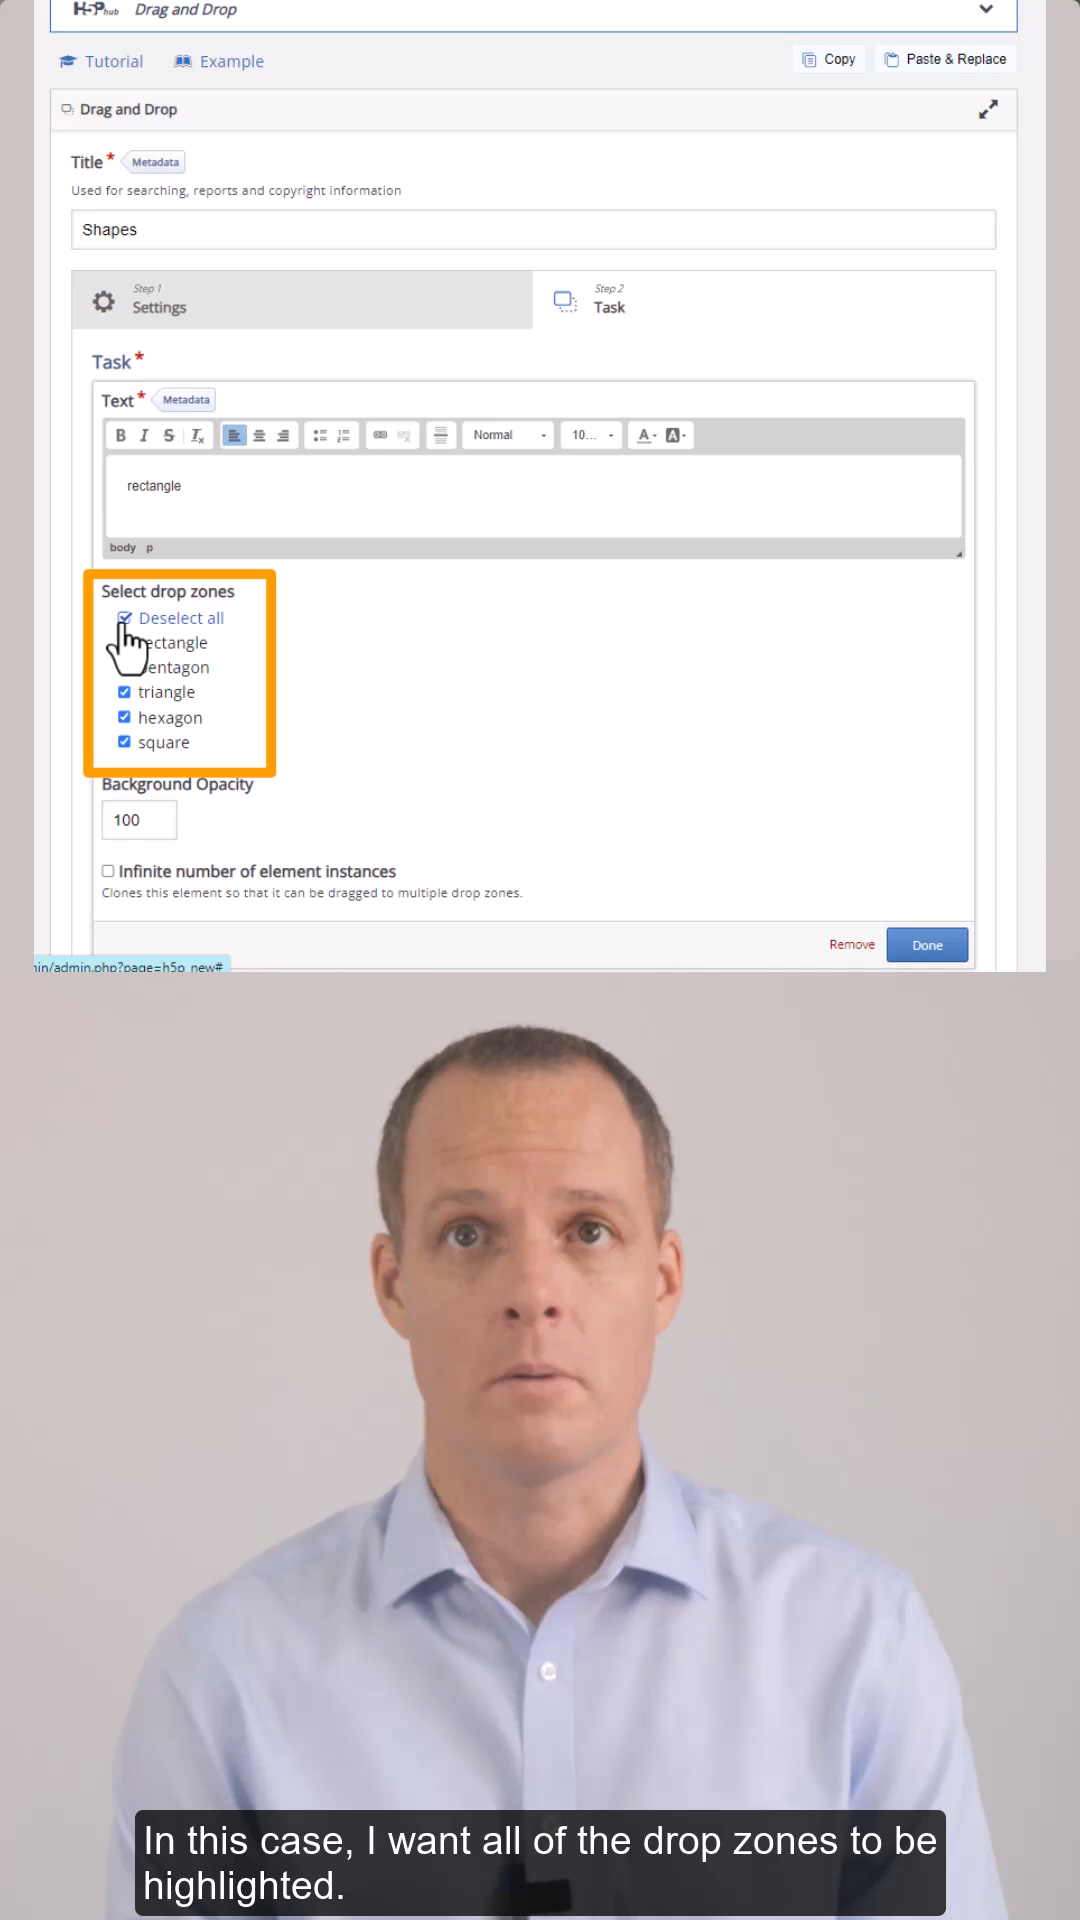 H5Phub Drag and Drop
Tutorial Example Copy Paste & Replace
Drag and Drop
Title * Metadata
Used for searching, reports and copyright information
Shapes
Step 1
Settings
Step 2
Task
Task *
Text * Metadata
B I S Tx Normal 10... A A
rectangle
body p
Select drop zones
Deselect all
ectangle
entagon
triangle
hexagon
square
Background Opacity
100
Infinite number of element instances
Clones this element so that it can be dragged to multiple drop zones.
Remove Done
in/admin.php?page=h5p_new#
In this case, I want all of the drop zones to be
highlighted.